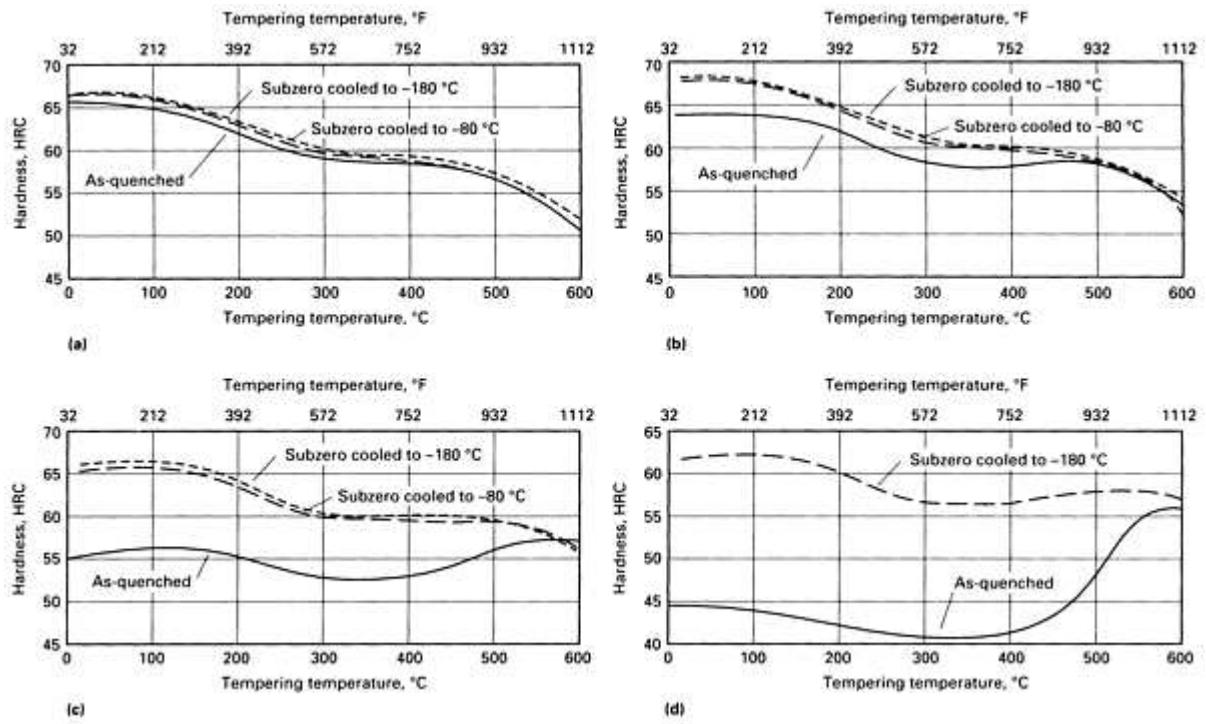 Tempering temperature, °F
32 212 392 572 752 932 1112
70
65
60
55
50
45
Hardness, HRC
Subzero cooled to −180 °C
Subzero cooled to −80 °C
As-quenched
0 100 200 300 400 500 600
Tempering temperature, °C
(a)
Tempering temperature, °F
32 212 392 572 752 932 1112
70
65
60
55
50
45
Hardness, HRC
Subzero cooled to −180 °C
Subzero cooled to −80 °C
As-quenched
0 100 200 300 400 500 600
Tempering temperature, °C
(b)
Tempering temperature, °F
32 212 392 572 752 932 1112
70
65
60
55
50
45
Hardness, HRC
Subzero cooled to −180 °C
Subzero cooled to −80 °C
As-quenched
0 100 200 300 400 500 600
Tempering temperature, °C
(c)
Tempering temperature, °F
32 212 392 572 752 932 1112
65
60
55
50
45
40
Hardness, HRC
Subzero cooled to −180 °C
As-quenched
0 100 200 300 400 500 600
Tempering temperature, °C
(d)